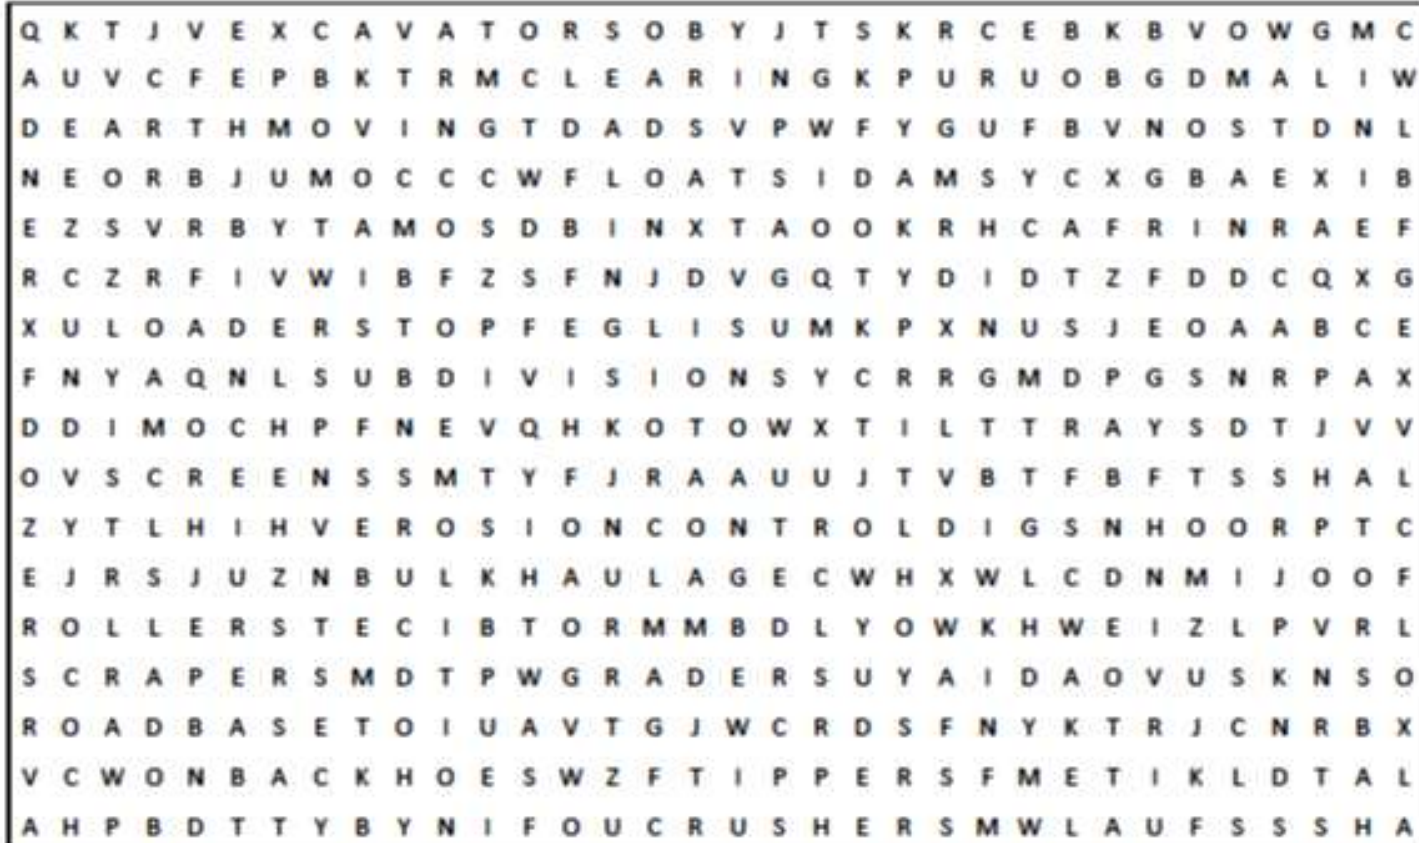 Q K T J V E X C A V A T O R S O B Y J T S K R C E B K B V O W G M C
A U V C F E P B K T R M C L E A R I N G K P U R U O B G D M A L I W
D E A R T H M O V I N G T D A D S V P W F Y G U F B V N O S T D N L
N E O R B J U M O C C C W F L O A T S I D A M S Y C X G B A E X I B
E Z S V R B Y T A M O S D B I N X T A O O K R H C A F R I N R A E F
R C Z R F I V W I B F Z S F N J D V G Q T Y D I D T Z F D D C Q X G
X U L O A D E R S T O P F E G L I S U M K P X N U S J E O A A B C E
F N Y A Q N L S U B D I V I S I O N S Y C R R G M D P G S N R P A X
D D I M O C H P F N E V Q H K O T O W X T I L T T R A Y S D T J V V
O V S C R E E N S S M T Y F J R A A U U J T V B T F B F T S S H A L
Z Y T L H I H V E R O S I O N C O N T R O L D I G S N H O O R P T C
E J R S J U Z N B U L K H A U L A G E C W H X W L C D N M I J O O F
R O L L E R S T E C I B T O R M M B D L Y O W K H W E I Z L P V R L
S C R A P E R S M D T P W G R A D E R S U Y A I D A O V U S K N S O
R O A D B A S E T O I U A V T G J W C R D S F N Y K T R J C N R B X
V C W O N B A C K H O E S W Z F T I P P E R S F M E T I K L D T A L
A H P B D T T Y B Y N I F O U C R U S H E R S M W L A U F S S S H A